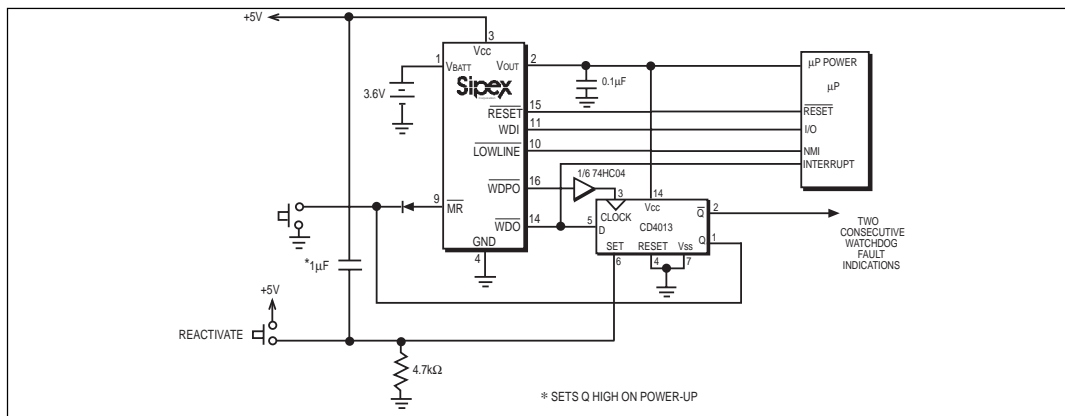 +5V
3
VCC
1
VBATT
VOUT
2
Sipex
3.6V
0.1µF
µP POWER
µP
RESET
15
RESET
WDI
11
I/O
LOWLINE
10
NMI
INTERRUPT
1/6 74HC04
WDPO
16
3
14
9
MR
CLOCK
VCC
Q
2
WDO
14
5
D
CD4013
TWO
CONSECUTIVE
WATCHDOG
FAULT
INDICATIONS
GND
SET
RESET
VSS
Q
1
4
6
4
7
*1µF
+5V
REACTIVATE
4.7kΩ
* SETS Q HIGH ON POWER-UP